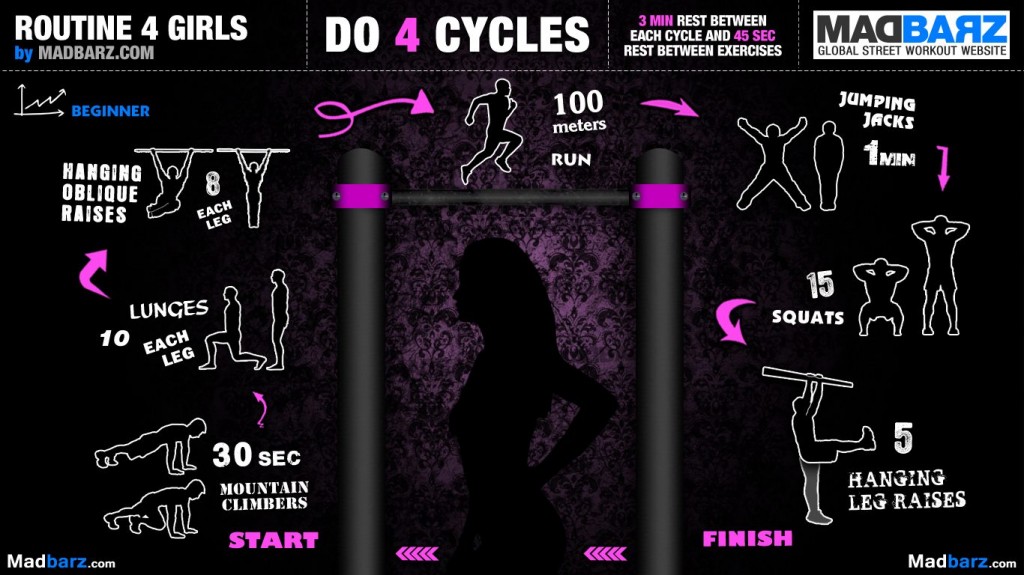 ROUTINE 4 GIRLS
by MADBARZ.COM
DO 4 CYCLES
3 MIN REST BETWEEN
EACH CYCLE AND 45 SEC
REST BETWEEN EXERCISES
MADBARZ
GLOBAL STREET WORKOUT WEBSITE
BEGINNER
100
meters
RUN
JUMPING
JACKS
1 MIN
HANGING
OBLIQUE
RAISES
8
EACH
LEG
15
SQUATS
LUNGES
10 EACH
LEG
30 SEC
MOUNTAIN
CLIMBERS
5
HANGING
LEG RAISES
START
FINISH
Madbarz.com
Madbarz.com